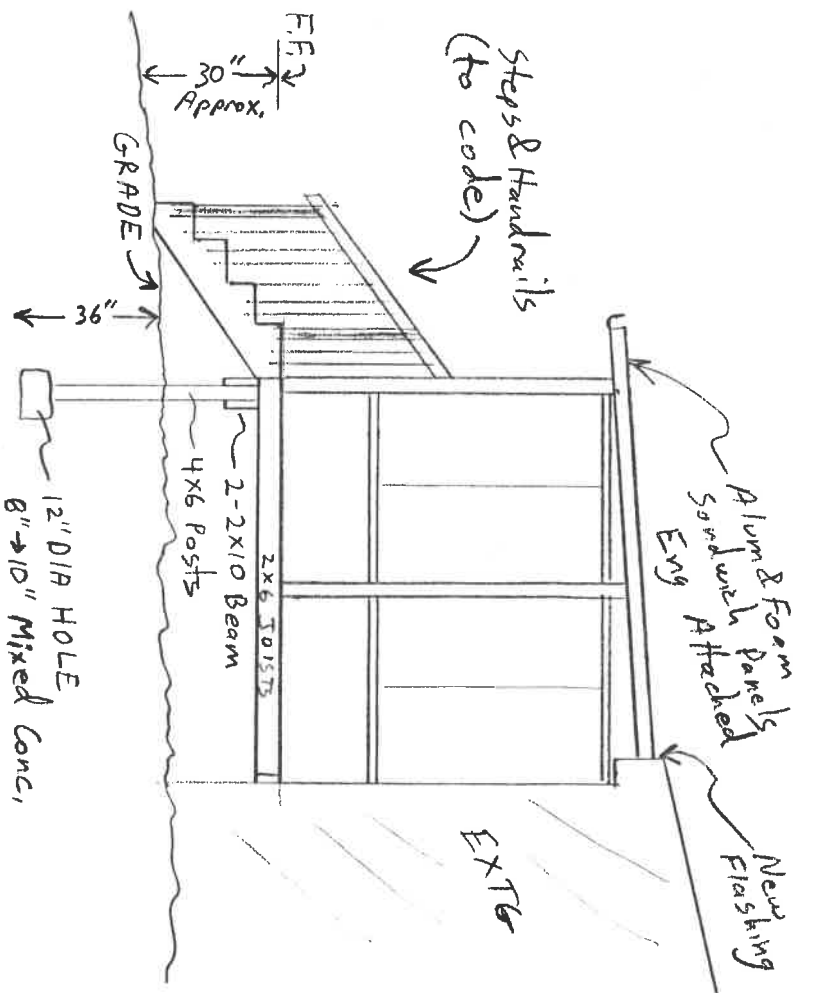 Alum & Foam
Sandwich Panels
Eng Attached
New
Flashing
Steps & Handrails
(to code)
EXTG
F.F.
30"
Approx.
GRADE
36"
2x6 JOISTS
2-2x10 Beam
4x6 Posts
12" DIA HOLE
8"→10" Mixed Conc.